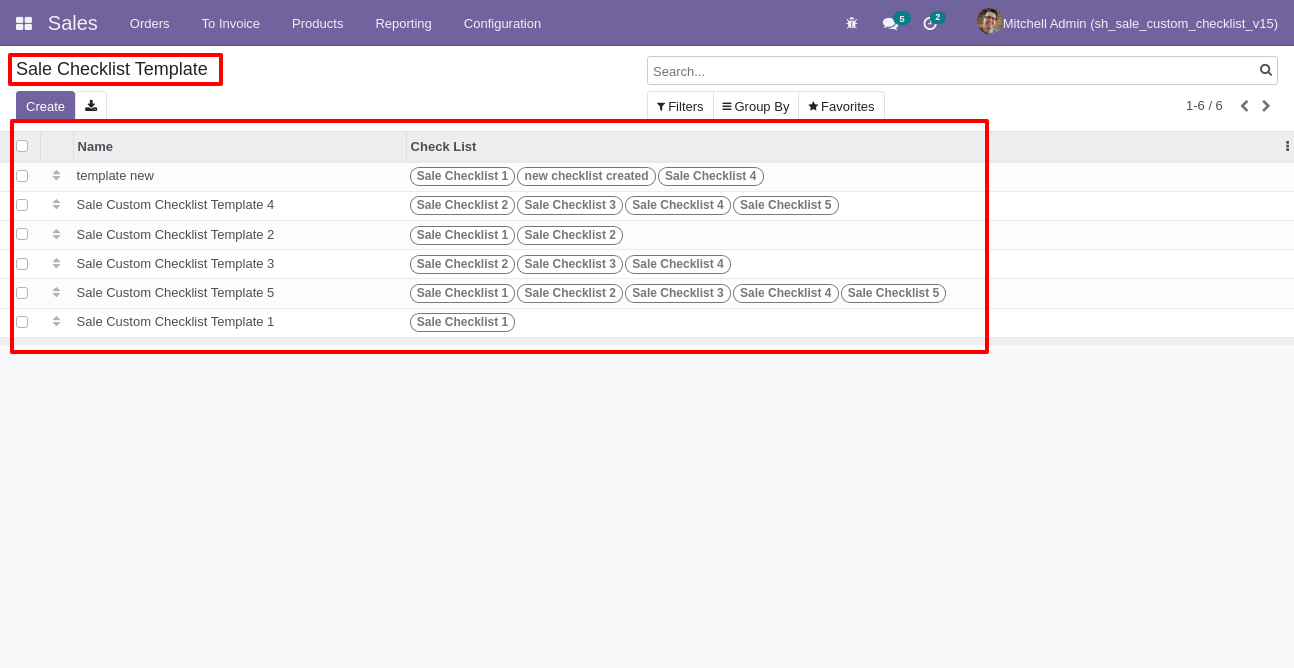 Sales Orders To Invoice Products Reporting Configuration 5 2 Mitchell Admin (sh_sale_custom_checklist_v15)
Sale Checklist Template
Search...
Create Filters Group By Favorites 1-6 / 6
Name Check List
template new Sale Checklist 1 new checklist created Sale Checklist 4
Sale Custom Checklist Template 4 Sale Checklist 2 Sale Checklist 3 Sale Checklist 4 Sale Checklist 5
Sale Custom Checklist Template 2 Sale Checklist 1 Sale Checklist 2
Sale Custom Checklist Template 3 Sale Checklist 2 Sale Checklist 3 Sale Checklist 4
Sale Custom Checklist Template 5 Sale Checklist 1 Sale Checklist 2 Sale Checklist 3 Sale Checklist 4 Sale Checklist 5
Sale Custom Checklist Template 1 Sale Checklist 1